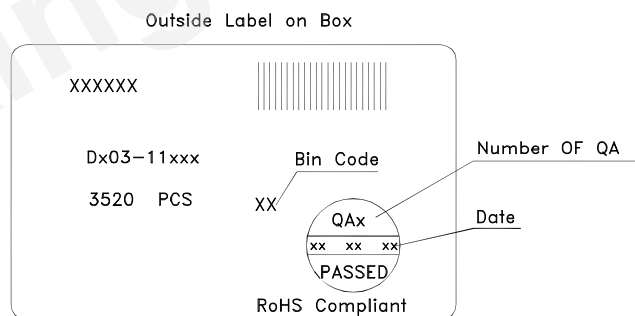 Outside Label on Box
XXXXXX
Dx03-11xxx
Bin Code
Number OF QA
3520 PCS
XX
QAx
Date
xx xx xx
PASSED
RoHS Compliant